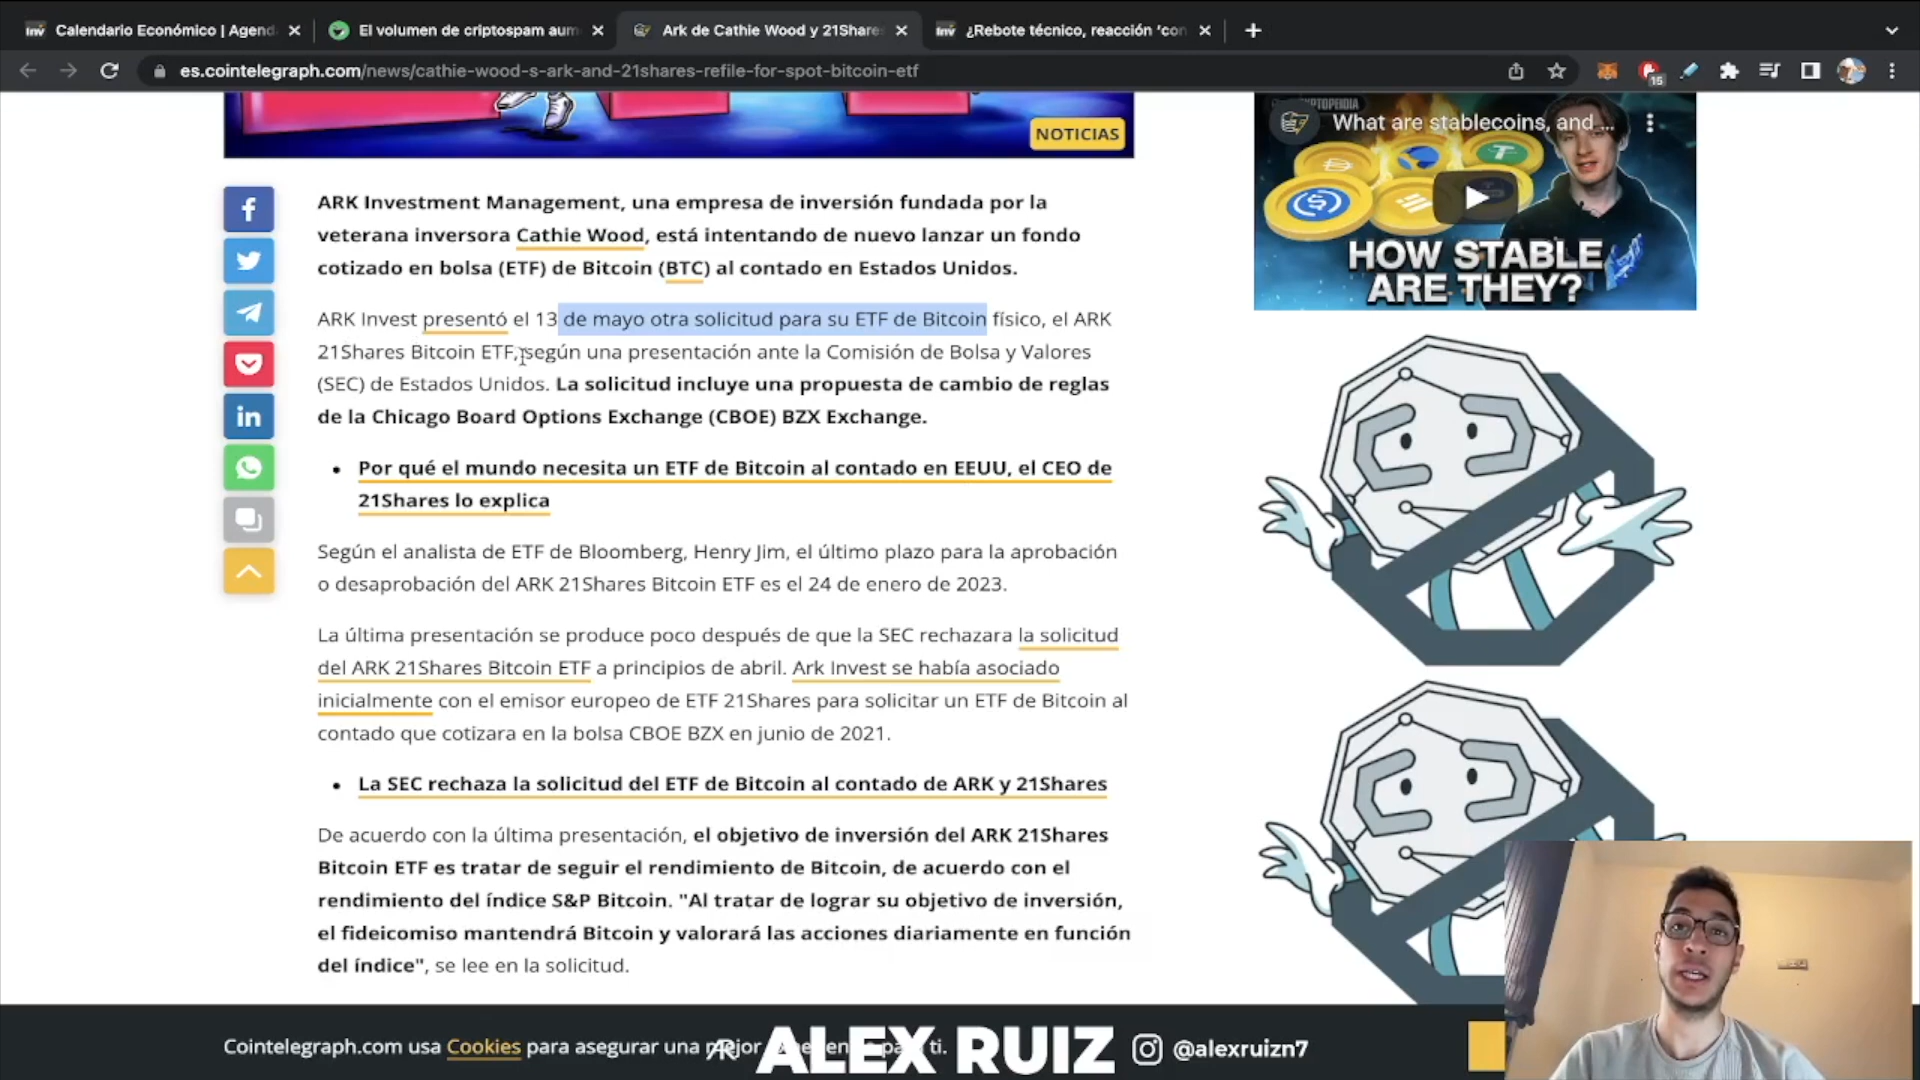 Calendario Económico | Agend
El volumen de criptospam aum
Ark de Cathie Wood y 21Share
¿Rebote técnico, reacción 'con
es.cointelegraph.com/news/cathie-wood-s-ark-and-21shares-refile-for-spot-bitcoin-etf
15
NOTICIAS
What are stablecoins, and ...
HOW STABLE
ARE THEY?
ARK Investment Management, una empresa de inversión fundada por la
veterana inversora Cathie Wood, está intentando de nuevo lanzar un fondo
cotizado en bolsa (ETF) de Bitcoin (BTC) al contado en Estados Unidos.
ARK Invest presentó el 13 de mayo otra solicitud para su ETF de Bitcoin físico, el ARK
21Shares Bitcoin ETF, según una presentación ante la Comisión de Bolsa y Valores
(SEC) de Estados Unidos. La solicitud incluye una propuesta de cambio de reglas
de la Chicago Board Options Exchange (CBOE) BZX Exchange.
• Por qué el mundo necesita un ETF de Bitcoin al contado en EEUU, el CEO de
21Shares lo explica
Según el analista de ETF de Bloomberg, Henry Jim, el último plazo para la aprobación
o desaprobación del ARK 21Shares Bitcoin ETF es el 24 de enero de 2023.
La última presentación se produce poco después de que la SEC rechazara la solicitud
del ARK 21Shares Bitcoin ETF a principios de abril. Ark Invest se había asociado
inicialmente con el emisor europeo de ETF 21Shares para solicitar un ETF de Bitcoin al
contado que cotizara en la bolsa CBOE BZX en junio de 2021.
• La SEC rechaza la solicitud del ETF de Bitcoin al contado de ARK y 21Shares
De acuerdo con la última presentación, el objetivo de inversión del ARK 21Shares
Bitcoin ETF es tratar de seguir el rendimiento de Bitcoin, de acuerdo con el
rendimiento del índice S&P Bitcoin. "Al tratar de lograr su objetivo de inversión,
el fideicomiso mantendrá Bitcoin y valorará las acciones diariamente en función
del índice", se lee en la solicitud.
Cointelegraph.com usa Cookies para asegurar una ti.
ALEX RUIZ @alexruizn7